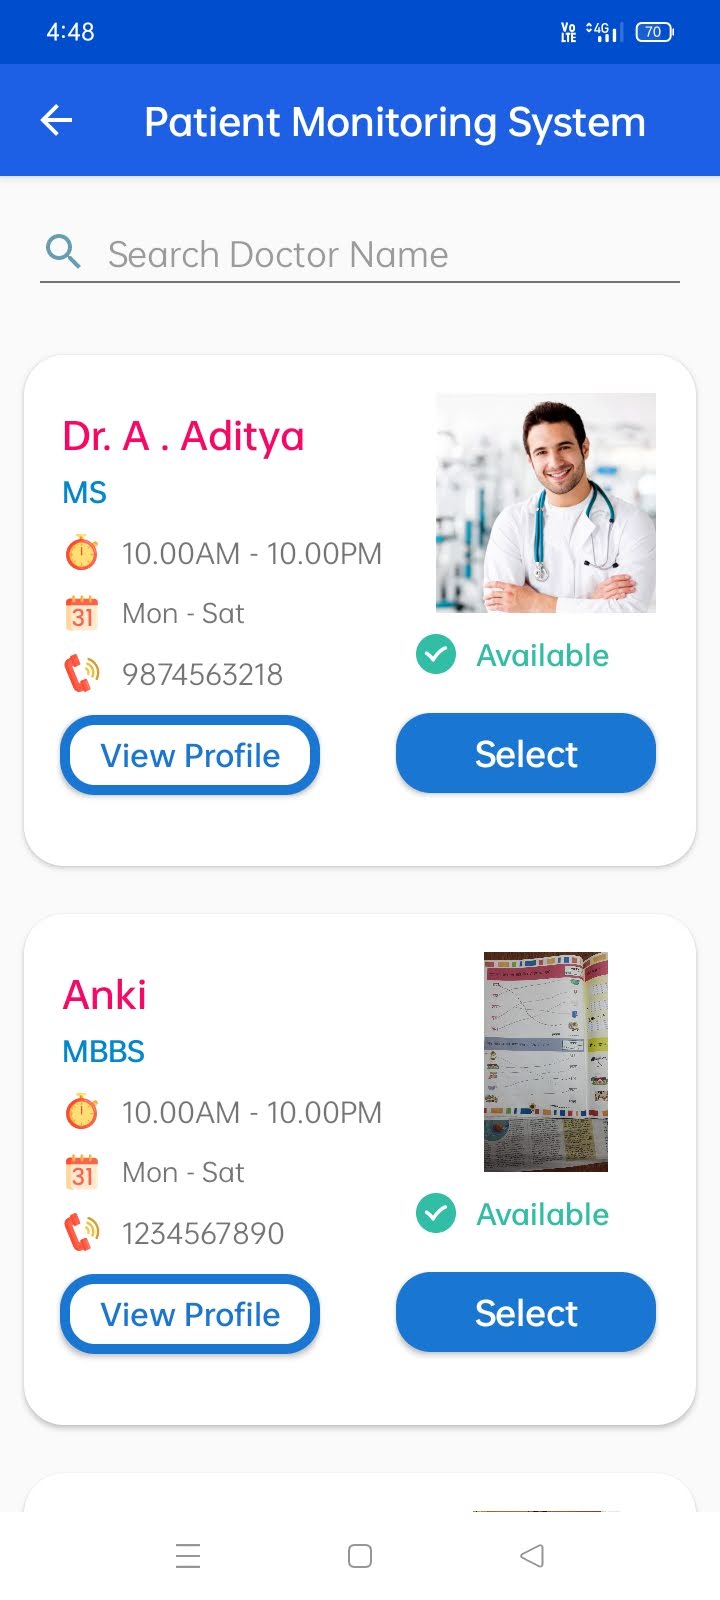 4:48
Vo LTE 4G 70
Patient Monitoring System
Search Doctor Name
Dr. A . Aditya
MS
10.00AM - 10.00PM
31 Mon - Sat
9874563218
Available
View Profile
Select
Anki
MBBS
10.00AM - 10.00PM
31 Mon - Sat
1234567890
Available
View Profile
Select